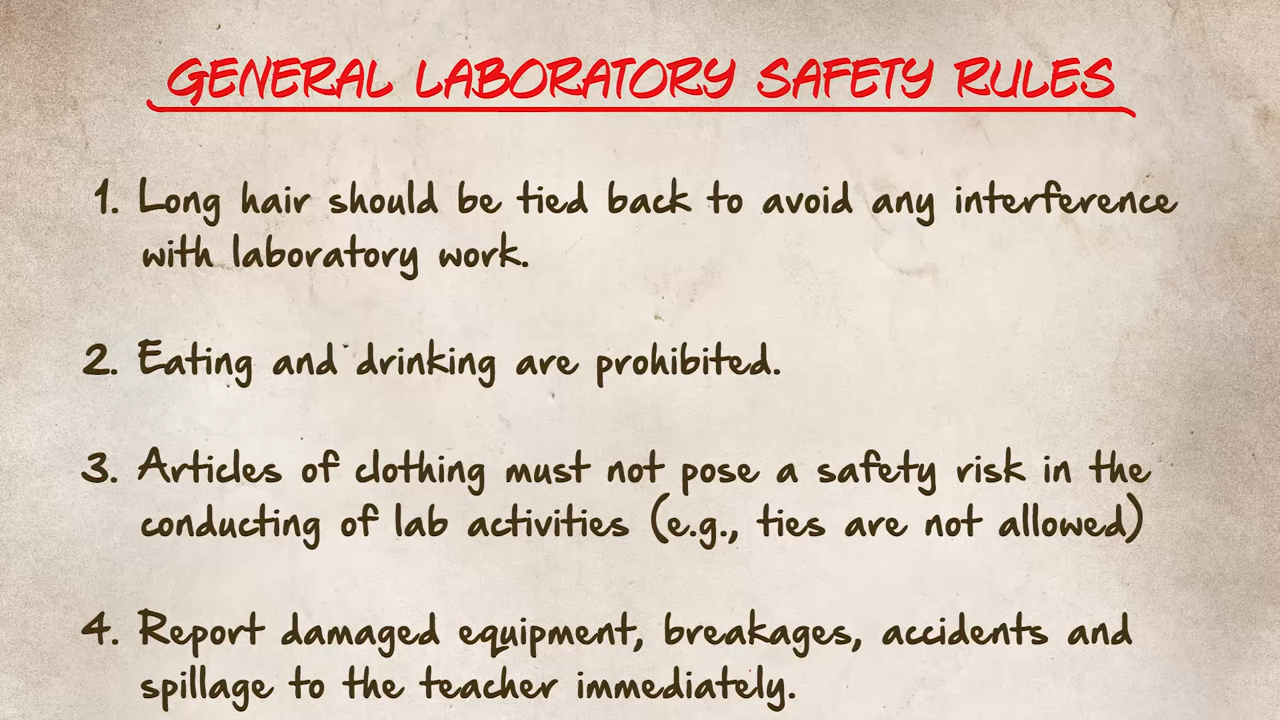 GENERAL LABORATORY SAFETY RULES
1. Long hair should be tied back to avoid any interference
with laboratory work.
2. Eating and drinking are prohibited.
3. Articles of clothing must not pose a safety risk in the
conducting of lab activities (e.g., ties are not allowed)
4. Report damaged equipment, breakages, accidents and
spillage to the teacher immediately.